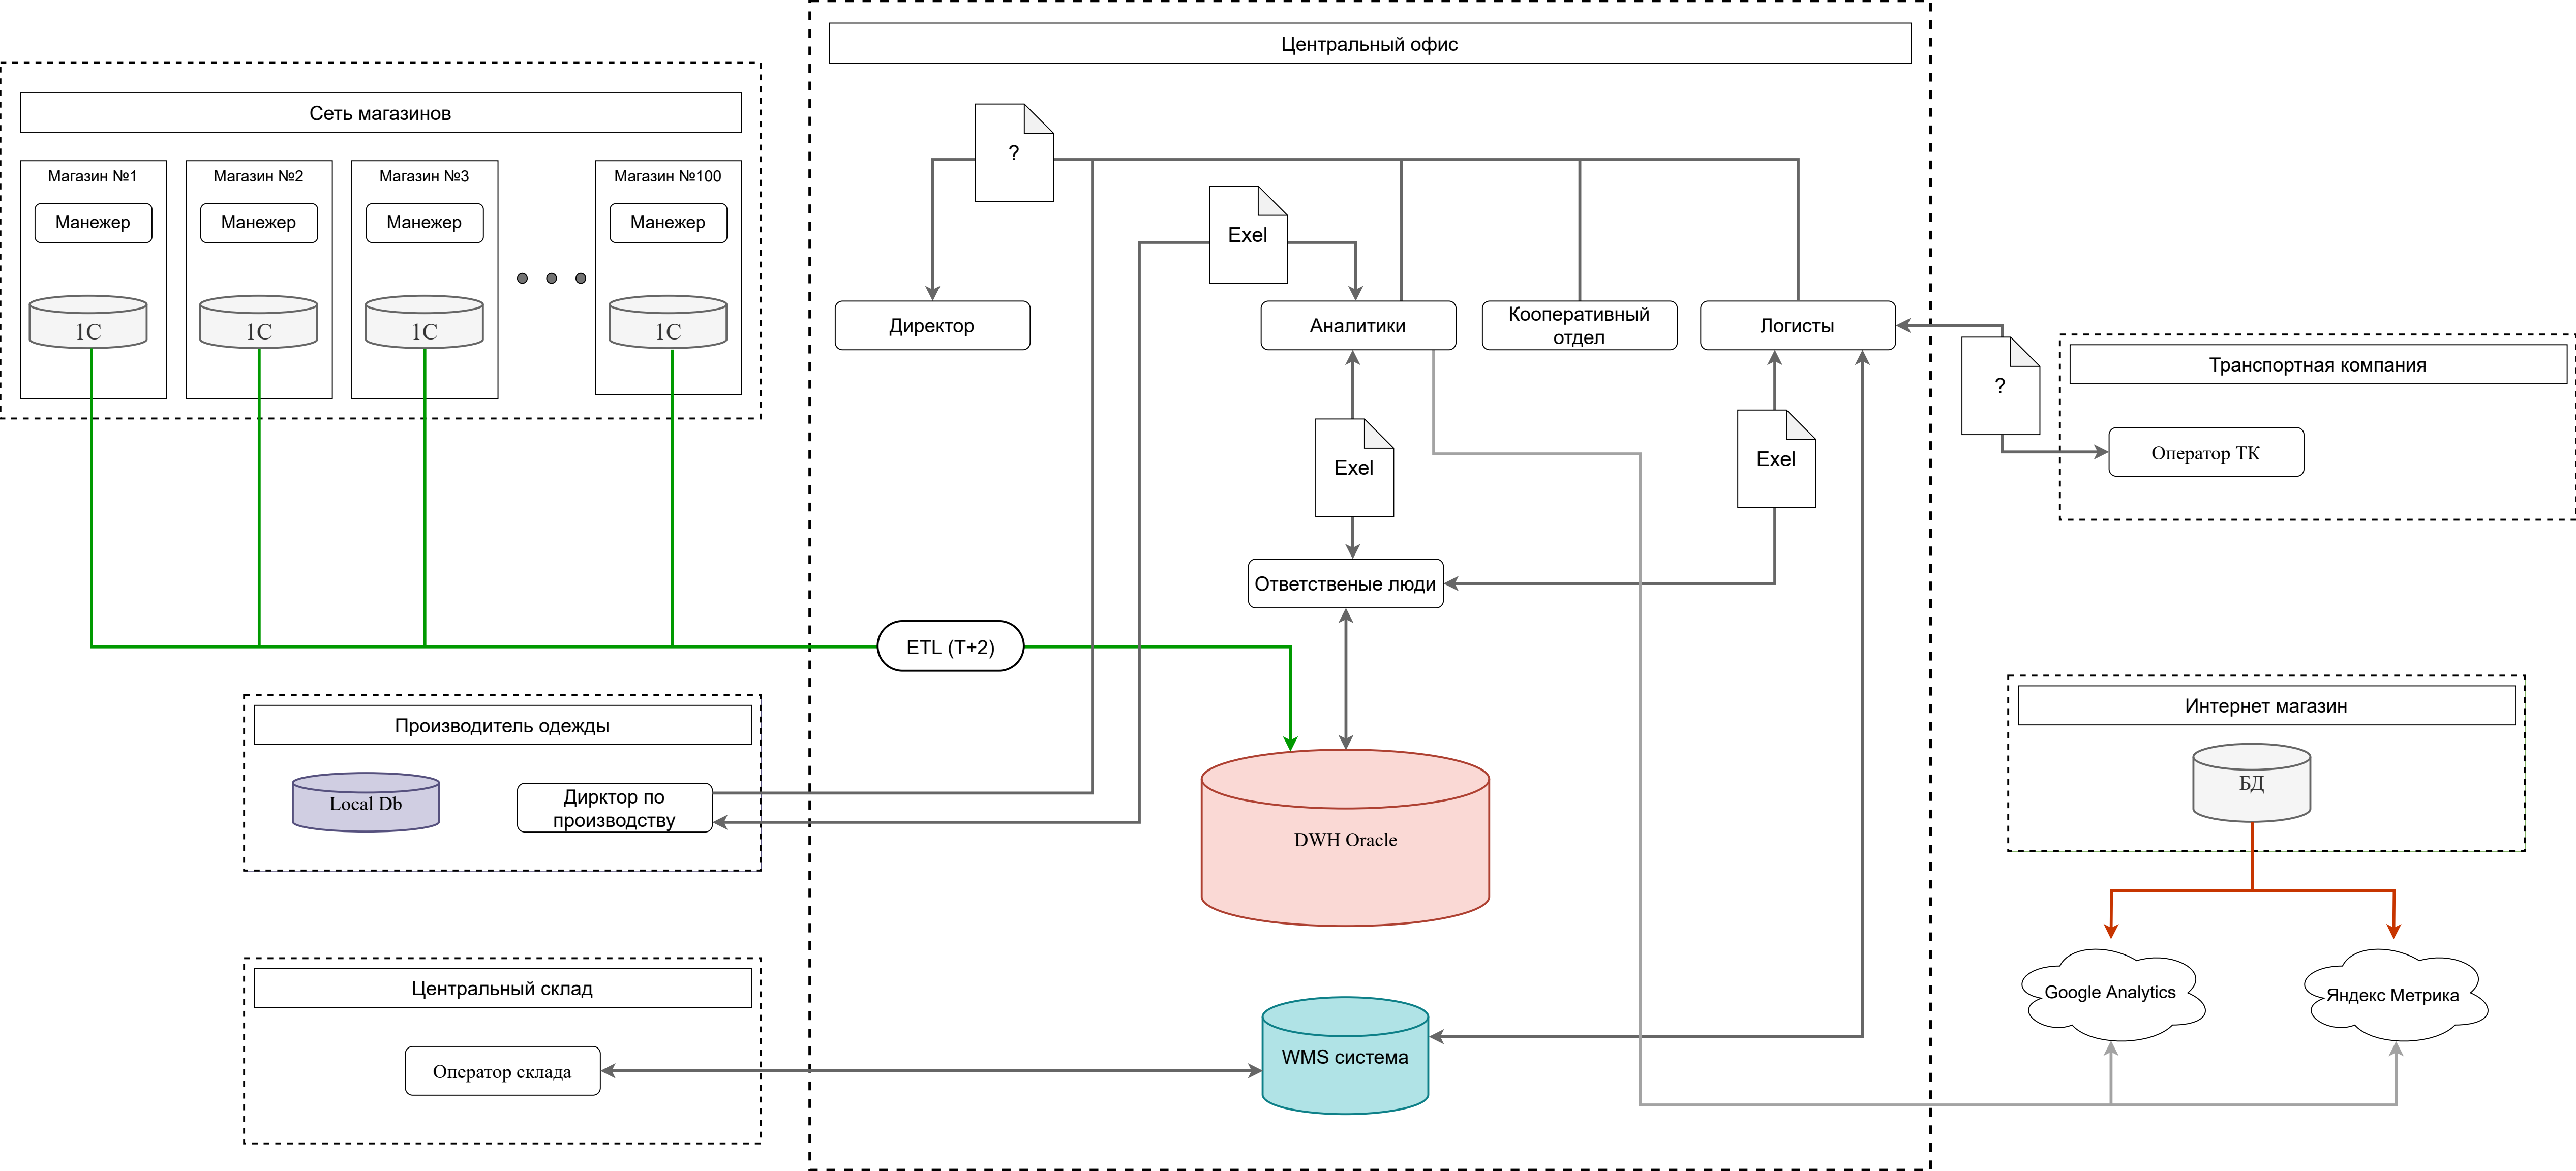 Центральный офис
Сеть магазинов
Магазин №1
Манежер
1С
Магазин №2
Манежер
1С
Магазин №3
Манежер
1С
Магазин №100
Манежер
1С
?
Exel
Директор
Аналитики
Кооперативный
отдел
Логисты
?
Транспортная компания
Оператор ТК
Exel
Exel
Ответственые люди
ETL (T+2)
Производитель одежды
Local Db
Дирктор по
производству
DWH Oracle
Интернет магазин
БД
Центральный склад
Оператор склада
WMS система
Google Analytics
Яндекс Метрика